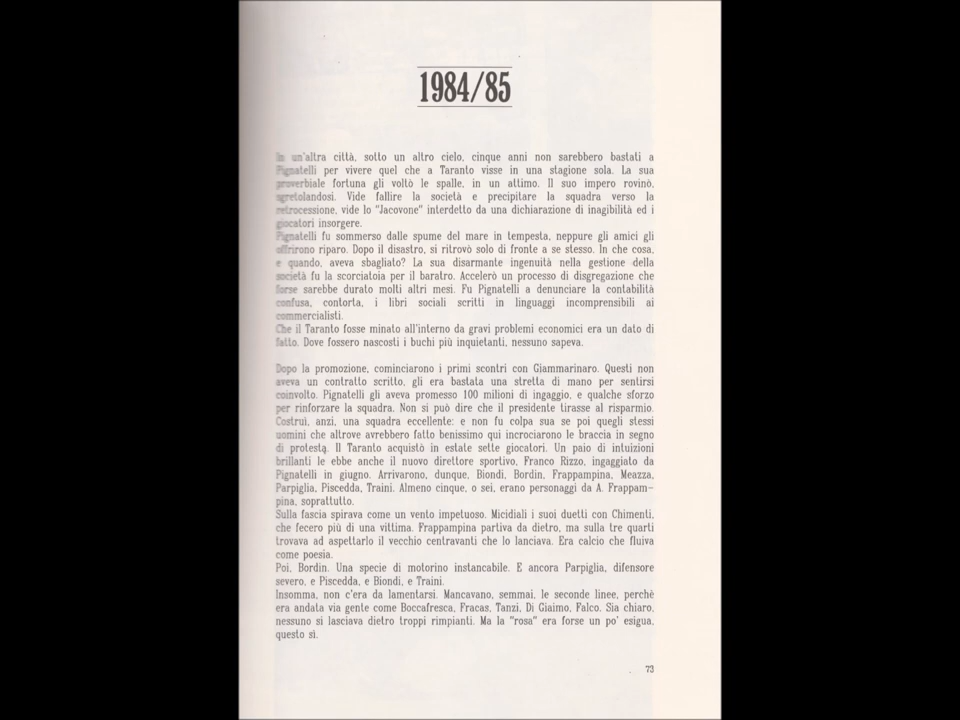 1984/85
In un'altra città, sotto un altro cielo, cinque anni non sarebbero bastati a
Pignatelli per vivere quel che a Taranto visse in una stagione sola. La sua
proverbiale fortuna gli voltò le spalle, in un attimo. Il suo impero rovinò,
sgretolandosi. Vide fallire la società e precipitare la squadra verso la
retrocessione, vide lo "Jacovone" interdetto da una dichiarazione di inagibilità ed i
giocatori insorgere.
Pignatelli fu sommerso dalle spume del mare in tempesta, neppure gli amici gli
offrirono riparo. Dopo il disastro, si ritrovò solo di fronte a se stesso. In che cosa,
e quando, aveva sbagliato? La sua disarmante ingenuità nella gestione della
società fu la scorciatoia per il baratro. Accelerò un processo di disgregazione che
forse sarebbe durato molti altri mesi. Fu Pignatelli a denunciare la contabilità
confusa, contorta, i libri sociali scritti in linguaggi incomprensibili ai
commercialisti.
Che il Taranto fosse minato all'interno da gravi problemi economici era un dato di
fatto. Dove fossero nascosti i buchi più inquietanti, nessuno sapeva.
Dopo la promozione, cominciarono i primi scontri con Giammarinaro. Questi non
aveva un contratto scritto, gli era bastata una stretta di mano per sentirsi
coinvolto. Pignatelli gli aveva promesso 100 milioni di ingaggio, e qualche sforzo
per rinforzare la squadra. Non si può dire che il presidente tirasse al risparmio.
Costruì, anzi, una squadra eccellente: e non fu colpa sua se poi quegli stessi
uomini che altrove avrebbero fatto benissimo qui incrociarono le braccia in segno
di protesta. Il Taranto acquistò in estate sette giocatori. Un paio di intuizioni
brillanti le ebbe anche il nuovo direttore sportivo, Franco Rizzo, ingaggiato da
Pignatelli in giugno. Arrivarono, dunque, Biondi, Bordin, Frappampina, Meazza,
Parpiglia, Piscedda, Traini. Almeno cinque, o sei, erano personaggi da A. Frappam-
pina, soprattutto.
Sulla fascia spirava come un vento impetuoso. Micidiali i suoi duetti con Chimenti,
che fecero più di una vittima. Frappampina partiva da dietro, ma sulla tre quarti
trovava ad aspettarlo il vecchio centravanti che lo lanciava. Era calcio che fluiva
come poesia.
Poi, Bordin. Una specie di motorino instancabile. E ancora Parpiglia, difensore
severo, e Piscedda, e Biondi, e Traini.
Insomma, non c'era da lamentarsi. Mancavano, semmai, le seconde linee, perchè
era andata via gente come Boccafresca, Fracas, Tanzi, Di Giaimo, Falco. Sia chiaro,
nessuno si lasciava dietro troppi rimpianti. Ma la "rosa" era forse un po' esigua,
questo sì.
73